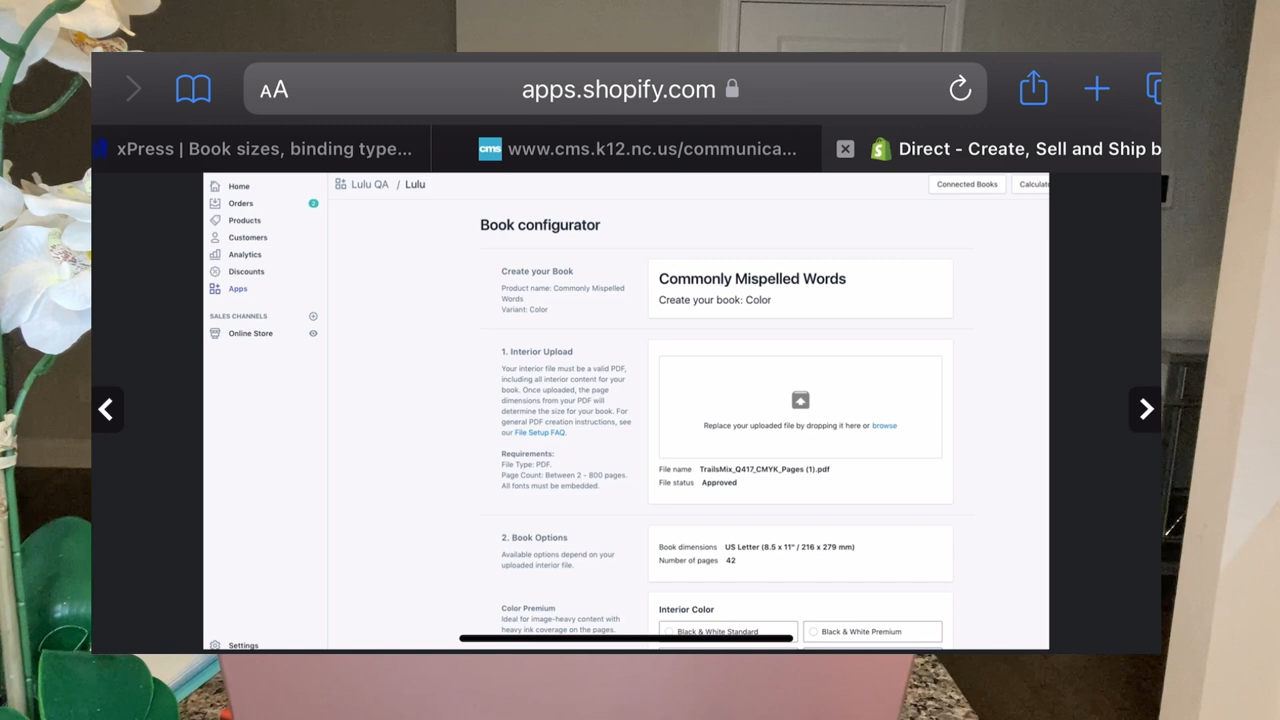 AA
apps.shopify.com
xPress | Book sizes, binding type...
cms
www.cms.k12.nc.us/communica...
Direct - Create, Sell and Ship b
Home
Orders
2
Products
Customers
Analytics
Discounts
Apps
SALES CHANNELS
Online Store
Settings
Lulu QA / Lulu
Connected Books
Calculat
Book configurator
Create your Book
Product name: Commonly Mispelled
Words
Variant: Color
Commonly Mispelled Words
Create your book: Color
1. Interior Upload
Your interior file must be a valid PDF,
including all interior content for your
book. Once uploaded, the page
dimensions from your PDF will
determine the size for your book. For
general PDF creation instructions, see
our File Setup FAQ.
Requirements:
File Type: PDF.
Page Count: Between 2 - 800 pages.
All fonts must be embedded.
Replace your uploaded file by dropping it here or browse
File name TrailsMix_Q417_CMYK_Pages (1).pdf
File status Approved
2. Book Options
Available options depend on your
uploaded interior file.
Book dimensions US Letter (8.5 x 11" / 216 x 279 mm)
Number of pages 42
Color Premium
Ideal for image-heavy content with
heavy ink coverage on the pages.
Interior Color
Black & White Standard
Black & White Premium